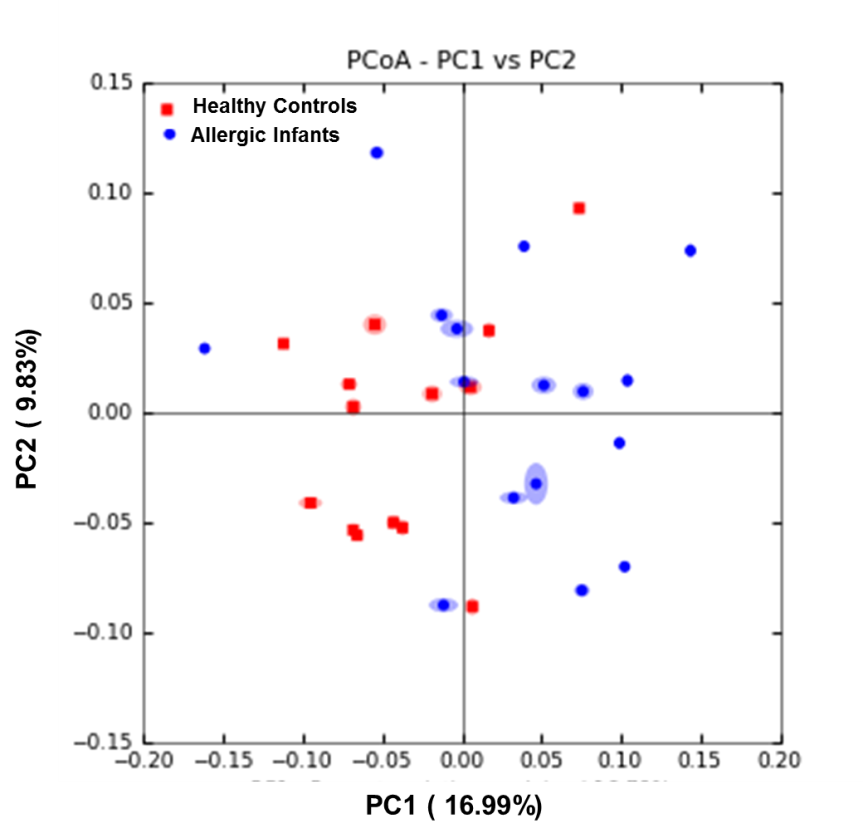 PCoA - PC1 vs PC2
0.15
Healthy Controls
Allergic Infants
0.10
0.05
0.00
−0.05
−0.10
−0.15
−0.20 −0.15 −0.10 −0.05 0.00 0.05 0.10 0.15 0.20
PC1 ( 16.99%)
PC2 ( 9.83%)